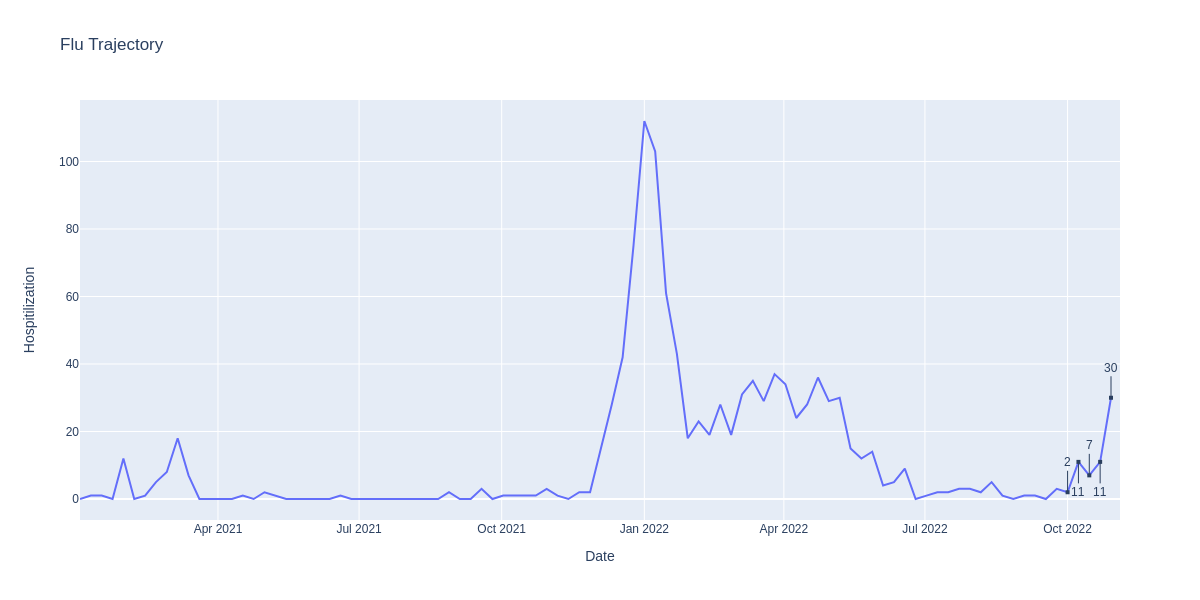 Flu Trajectory
Hospitilization
100
80
60
40
20
0
30
7
2
11
11
Apr 2021
Jul 2021
Oct 2021
Jan 2022
Apr 2022
Jul 2022
Oct 2022
Date